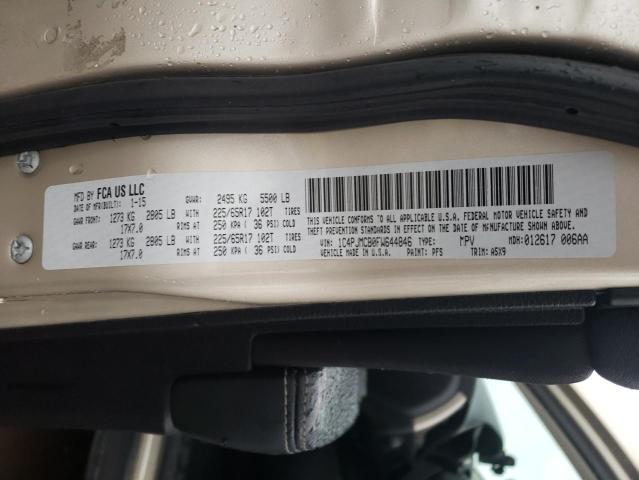 MFD BY FCA US LLC
DATE OF MFR(BUILT): 1-15 GVWR: 2495 KG 5500 LB
GAWR FRONT: 1273 KG 2805 LB WITH 225/65R17 102T TIRES
17X7.0 RIMS AT 250 KPA ( 36 PSI) COLD
GAWR REAR: 1273 KG 2805 LB WITH 225/65R17 102T TIRES
17X7.0 RIMS AT 250 KPA ( 36 PSI) COLD
THIS VEHICLE CONFORMS TO ALL APPLICABLE U.S.A. FEDERAL MOTOR VEHICLE SAFETY AND
THEFT PREVENTION STANDARDS IN EFFECT ON THE DATE OF MANUFACTURE SHOWN ABOVE.
VIN: 1C4PJMCB0FW644846 TYPE: MPV MDH: 012617 006AA
VEHICLE MADE IN U.S.A. PAINT: PFS TRIM: A5X9